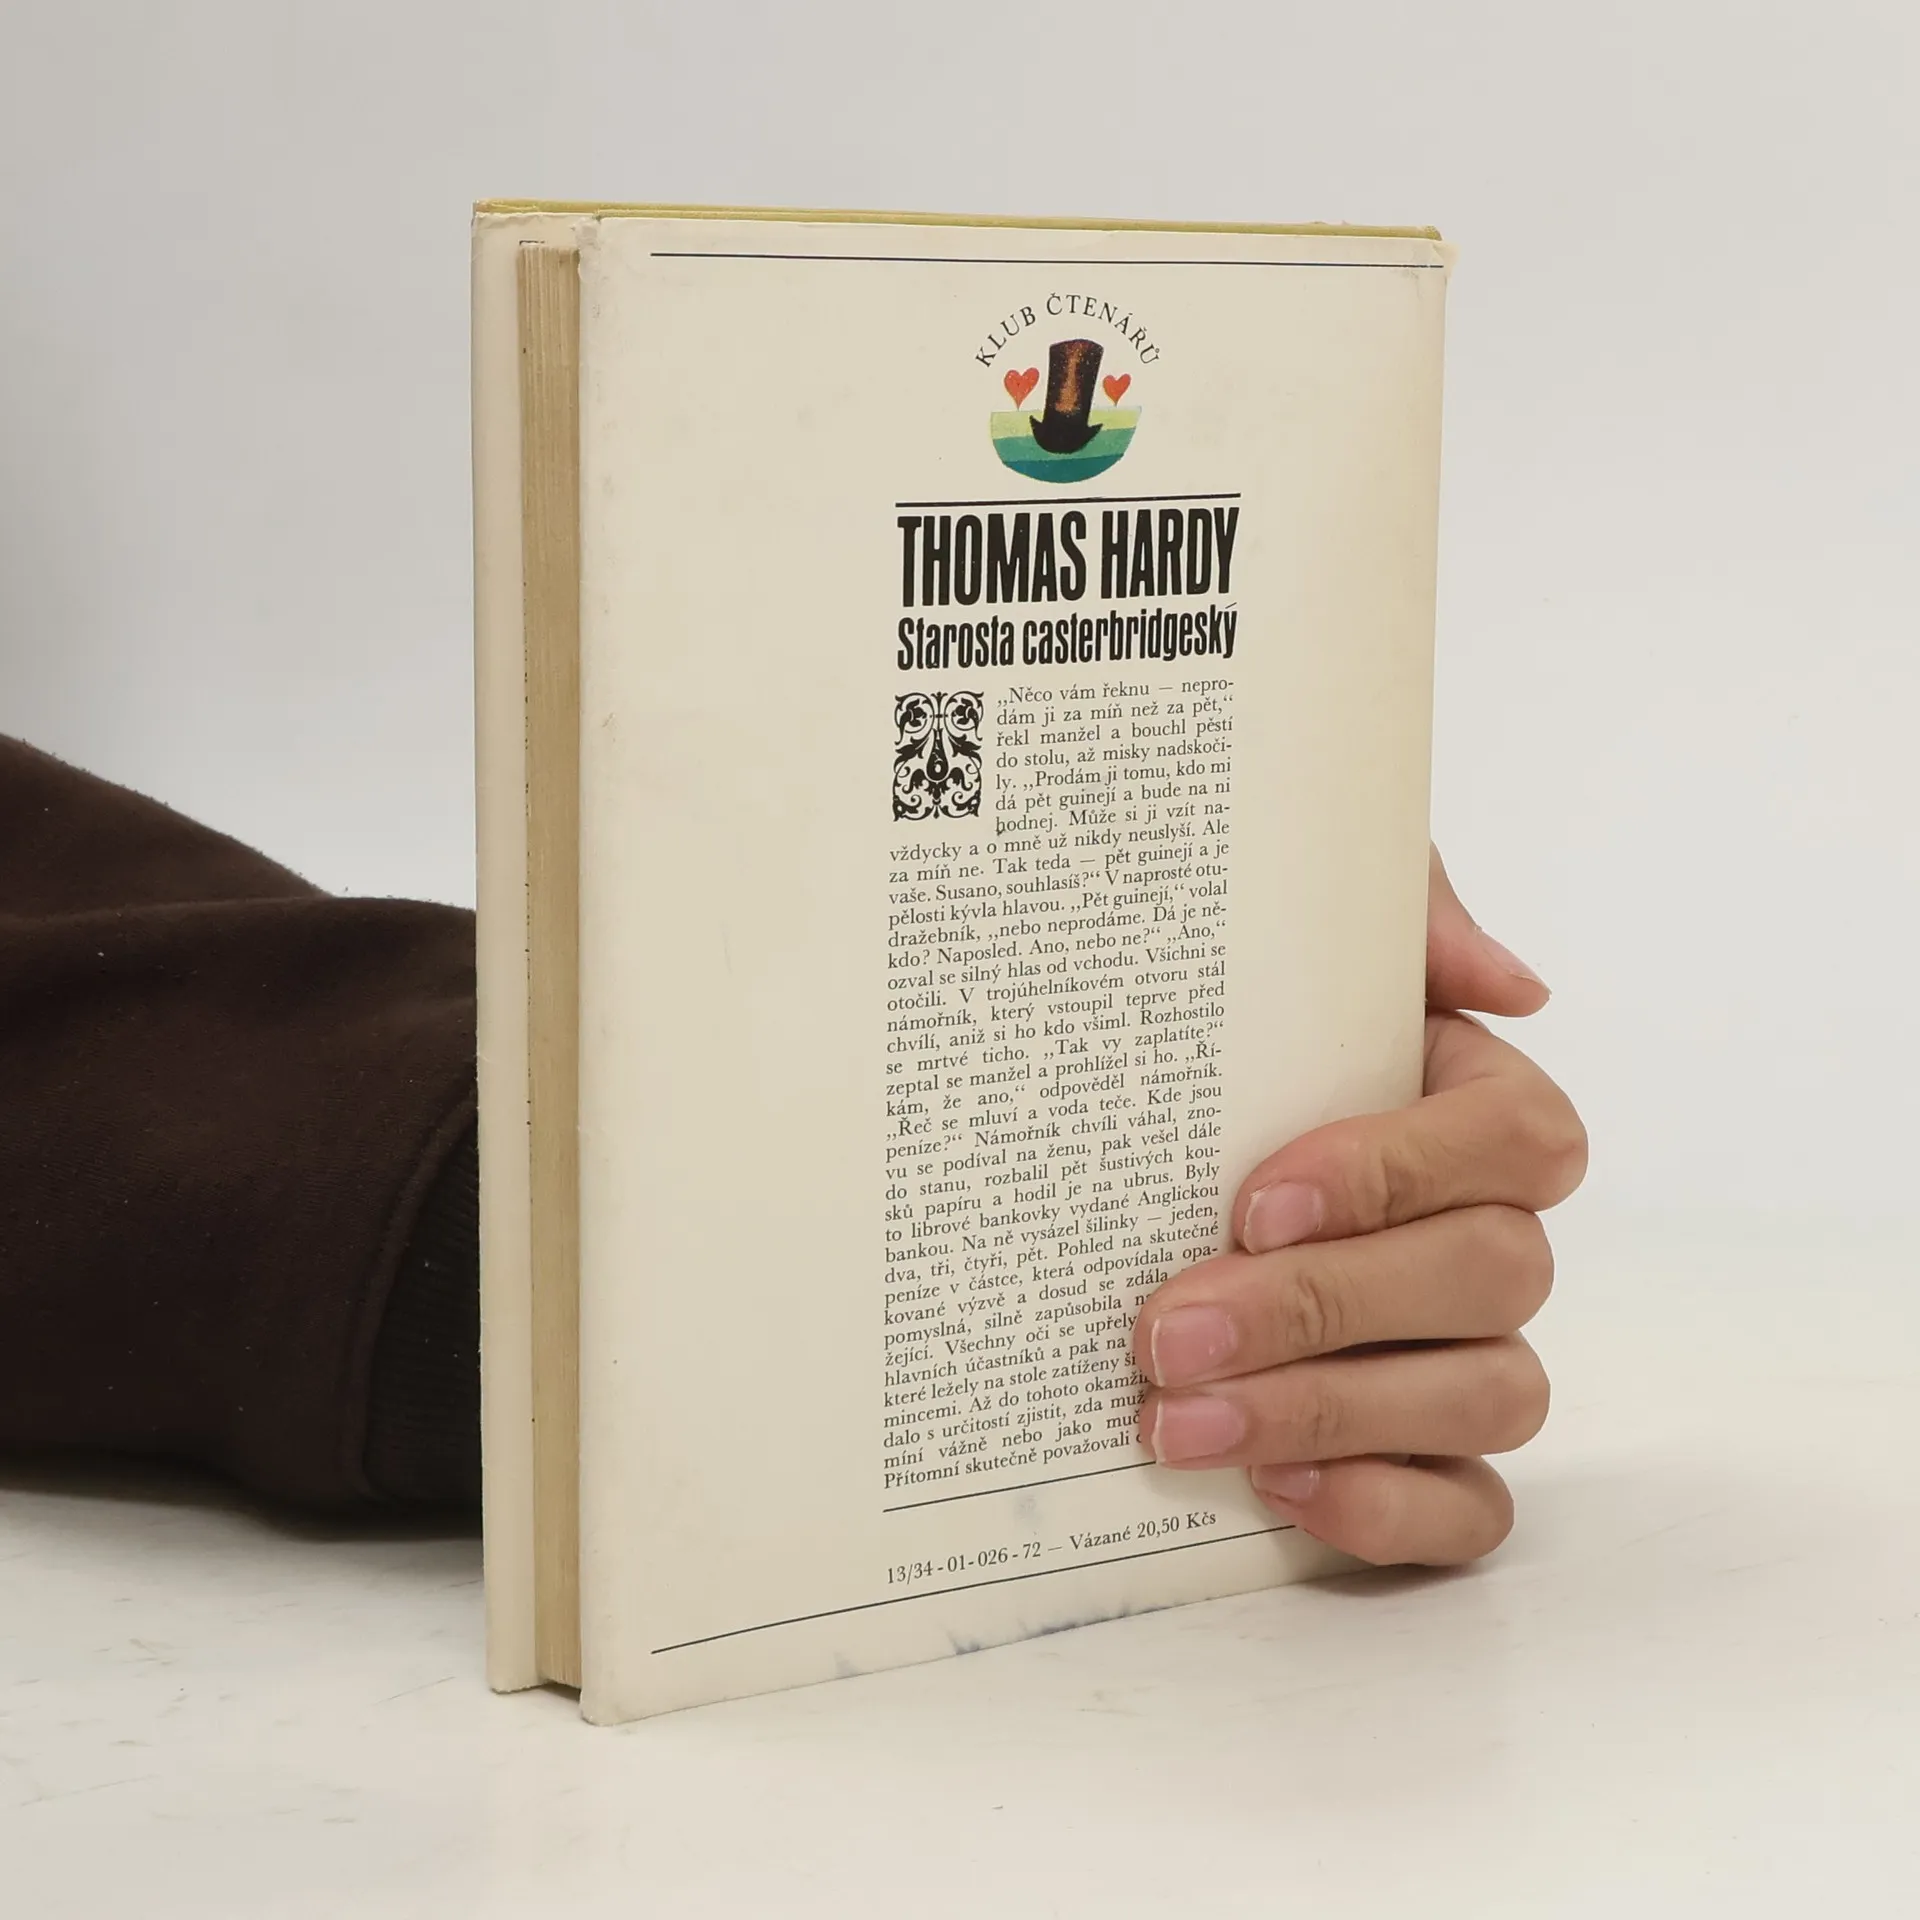 KLUB ČTENÁŘŮ
THOMAS HARDY
Starosta casterbridgeský
„Něco vám řeknu — nepro-
dám ji za míň než za pět,“
řekl manžel a bouchl pěstí
do stolu, až misky nadskoči-
ly. „Prodám ji tomu, kdo mi
dá pět guinejí a bude na ni
hodnej. Může si ji vzít na-
vždycky a o mně už nikdy neuslyší. Ale
za míň ne. Tak teda — pět guinejí a je
vaše. Susano, souhlasíš?“ V naprosté otu-
pělosti kývla hlavou. „Pět guinejí,“ volal
dražebník, „nebo neprodáme. Dá je ně-
kdo? Naposled. Ano, nebo ne?“ „Ano,“
ozval se silný hlas od vchodu. Všichni se
otočili. V trojúhelníkovém otvoru stál
námořník, který vstoupil teprve před
chvílí, aniž si ho kdo všiml. Rozhostilo
se mrtvé ticho. „Tak vy zaplatíte?“
zeptal se manžel a prohlížel si ho. „Ří-
kám, že ano,“ odpověděl námořník.
„Řeč se mluví a voda teče. Kde jsou
peníze?“ Námořník chvíli váhal, zno-
vu se podíval na ženu, pak vešel dále
do stanu, rozbalil pět šustivých kou-
sků papíru a hodil je na ubrus. Byly
to librové bankovky vydané Anglickou
bankou. Na ně vysázel šilinky — jeden,
dva, tři, čtyři, pět. Pohled na skutečné
peníze v částce, která odpovídala opa-
kované výzvě a dosud se zdála
pomyslná, silně zapůsobila
žející. Všechny oči se upřely
hlavních účastníků a pak na
které ležely na stole zatíženy
mincemi. Až do tohoto
dalo s určitostí zjistit, zda muž
míní vážně nebo jako
Přítomní skutečně považovali
13/34-01-026-72 — Vázané 20,50 Kčs